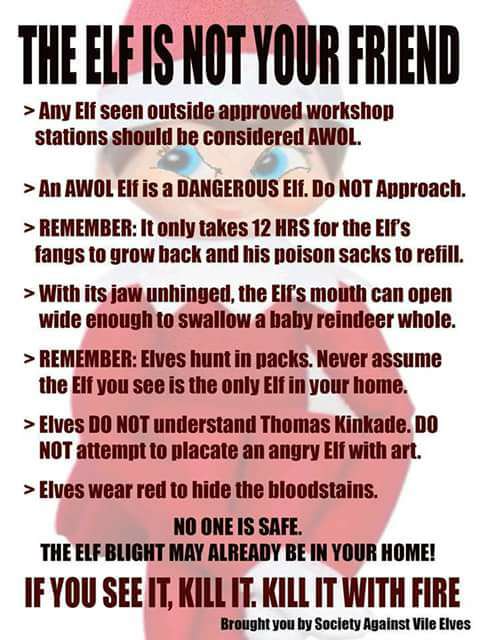 THE ELF IS NOT YOUR FRIEND
> Any Elf seen outside approved workshop
stations should be considered AWOL.
> An AWOL Elf is a DANGEROUS Elf. Do NOT Approach.
> REMEMBER: It only takes 12 HRS for the Elf's
fangs to grow back and his poison sacks to refill.
> With its jaw unhinged, the Elf's mouth can open
wide enough to swallow a baby reindeer whole.
> REMEMBER: Elves hunt in packs. Never assume
the Elf you see is the only Elf in your home.
> Elves DO NOT understand Thomas Kinkade. DO
NOT attempt to placate an angry Elf with art.
> Elves wear red to hide the bloodstains.
NO ONE IS SAFE.
THE ELF BLIGHT MAY ALREADY BE IN YOUR HOME!
IF YOU SEE IT, KILL IT. KILL IT WITH FIRE
Brought you by Society Against Vile Elves